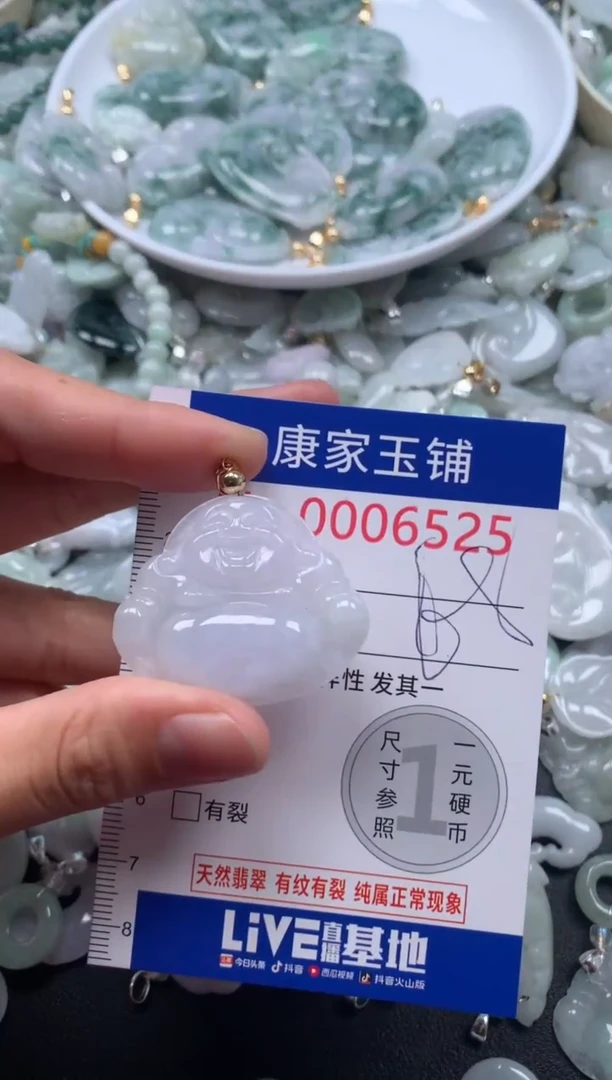 康家玉铺
0006525
性 发其一
尺寸参照
1
一元硬币
有裂
6
7
8
天然翡翠 有纹有裂 纯属正常现象
LiVE直播基地
今日头条 抖音 西瓜视频 抖音火山版